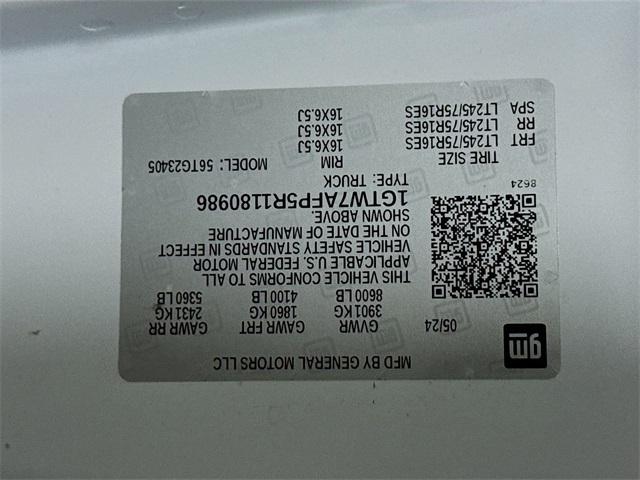 MFD BY GENERAL MOTORS LLC
gm
05/24 GVWR GAWR FRT GAWR RR
3901 KG 1860 KG 2431 KG
8600 LB 4100 LB 5360 LB
THIS VEHICLE CONFORMS TO ALL
APPLICABLE U.S. FEDERAL MOTOR
VEHICLE SAFETY STANDARDS IN EFFECT
ON THE DATE OF MANUFACTURE
SHOWN ABOVE.
1GTW7AFP5R1180986
8624 TYPE: TRUCK
TIRE SIZE RIM MODEL: 56TG23405
FRT LT245/75R16ES 16X6.5J
RR LT245/75R16ES 16X6.5J
SPA LT245/75R16ES 16X6.5J